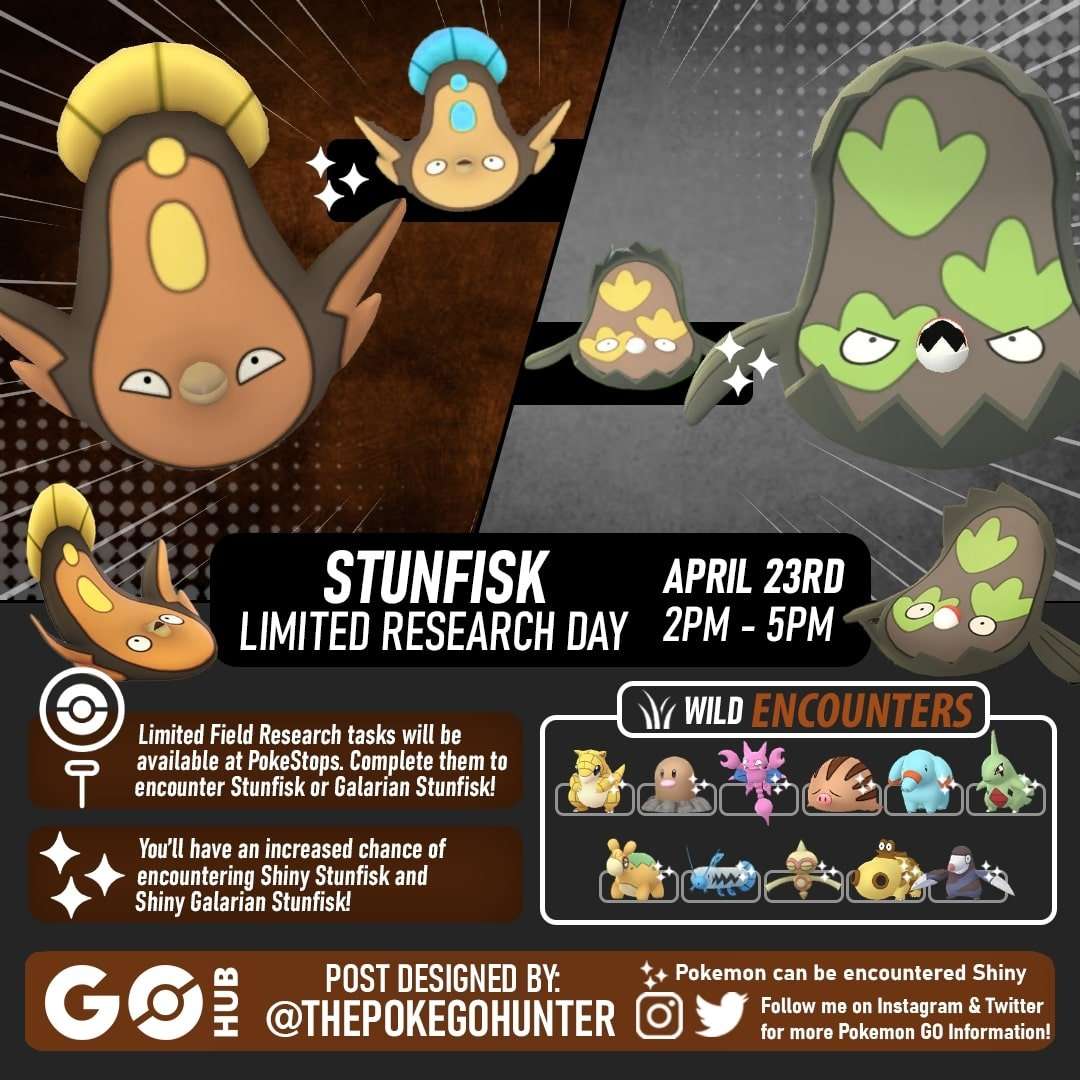 STUNFISK
LIMITED RESEARCH DAY
APRIL 23RD
2PM - 5PM
Limited Field Research tasks will be
available at PokeStops. Complete them to
encounter Stunfisk or Galarian Stunfisk!
You'll have an increased chance of
encountering Shiny Stunfisk and
Shiny Galarian Stunfisk!
WILD ENCOUNTERS
GO HUB
POST DESIGNED BY:
@THEPOKEGOHUNTER
Pokemon can be encountered Shiny
Follow me on Instagram & Twitter
for more Pokemon GO Information!